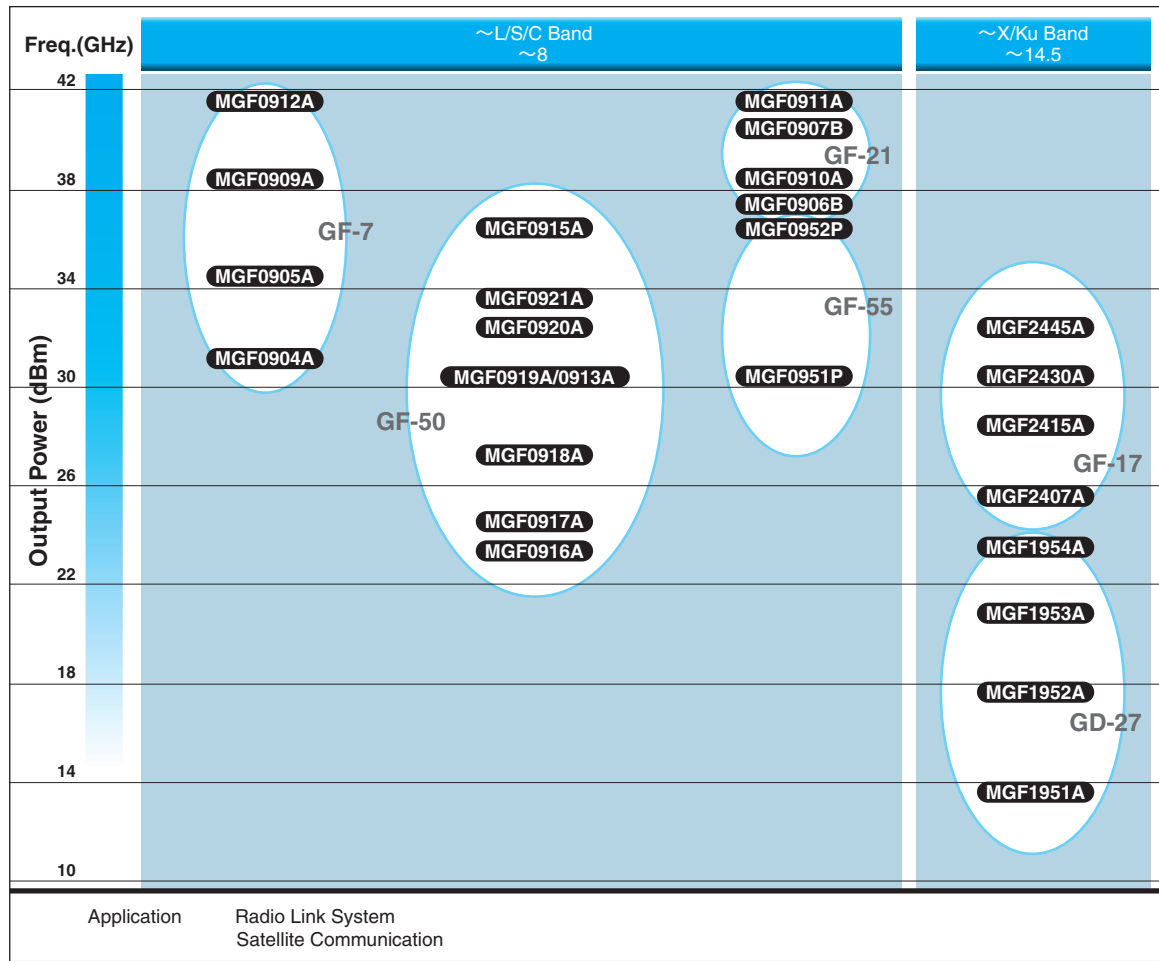 Freq.(GHz)
～L/S/C Band
～8
～X/Ku Band
～14.5
Output Power (dBm)
42
38
34
30
26
22
18
14
10
MGF0912A
MGF0909A
GF-7
MGF0905A
MGF0904A
MGF0915A
MGF0921A
MGF0920A
MGF0919A/0913A
GF-50
MGF0918A
MGF0917A
MGF0916A
MGF0911A
MGF0907B
GF-21
MGF0910A
MGF0906B
MGF0952P
GF-55
MGF0951P
MGF2445A
MGF2430A
MGF2415A
GF-17
MGF2407A
MGF1954A
MGF1953A
MGF1952A
GD-27
MGF1951A
Application Radio Link System
Satellite Communication